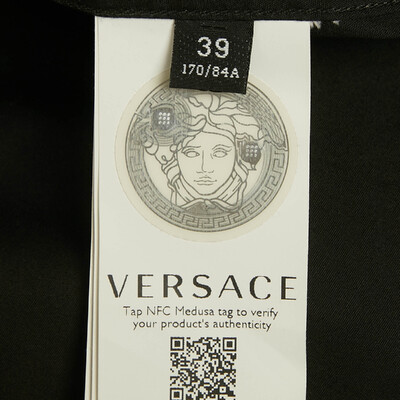 39
170/84A
VERSACE
Tap NFC Medusa tag to verify
your product's authenticity